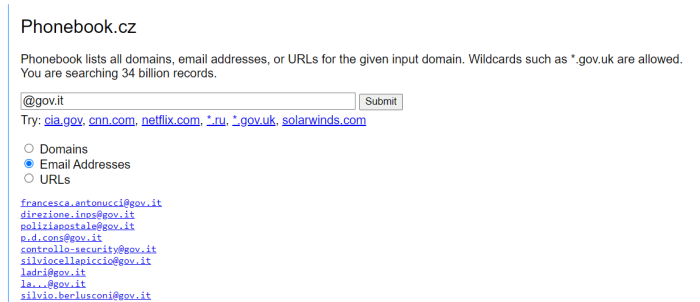 Phonebook.cz
Phonebook lists all domains, email addresses, or URLs for the given input domain. Wildcards such as *.gov.uk are allowed.
You are searching 34 billion records.
@gov.it Submit
Try: cia.gov, cnn.com, netflix.com, *.ru, *.gov.uk, solarwinds.com
Domains
Email Addresses
URLs
francesca.antonucci@gov.it
direzione.inps@gov.it
poliziapostale@gov.it
p.d.cons@gov.it
controllo-security@gov.it
silviocellapiccio@gov.it
ladri@gov.it
la...@gov.it
silvio.berlusconi@gov.it